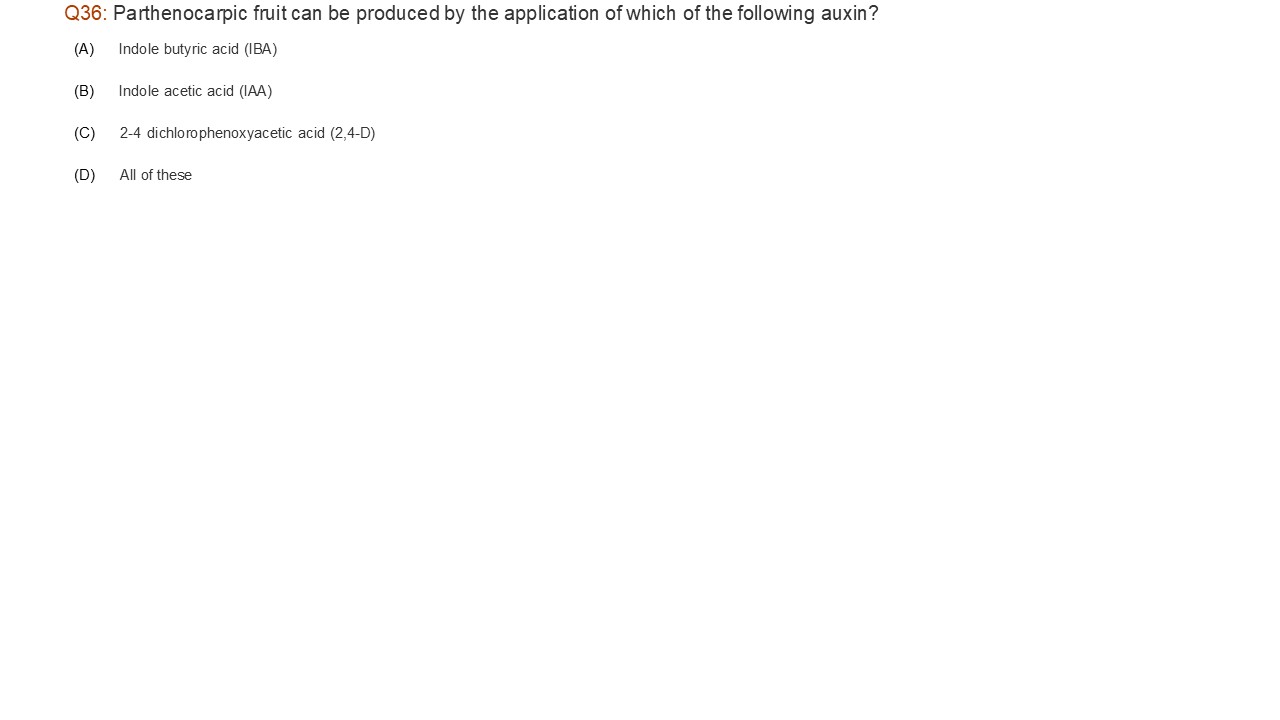 Q36: Parthenocarpic fruit can be produced by the application of which of the following auxin?
(A) Indole butyric acid (IBA)
(B) Indole acetic acid (IAA)
(C) 2-4 dichlorophenoxyacetic acid (2,4-D)
(D) All of these